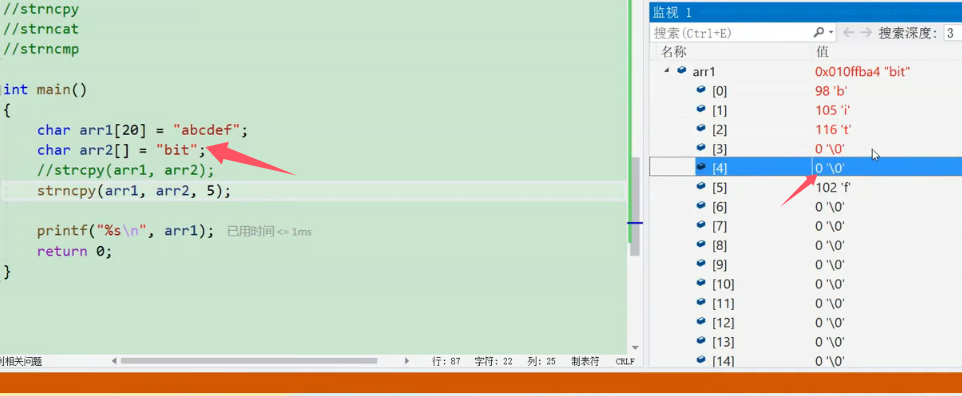 //strncpy
//strncat
//strncmp
int main()
{
char arr1[20] = "abcdef";
char arr2[] = "bit";
//strcpy(arr1, arr2);
strncpy(arr1, arr2, 5);
printf("%s\n", arr1); 已用时间 <= 1ms
return 0;
}
相关问题
行: 87 字符: 22 列: 25 制表符 CRLF
监视 1
搜索(Ctrl+E) 搜索深度: 3
名称 值
arr1 0x010ffba4 "bit"
[0] 98 'b'
[1] 105 'i'
[2] 116 't'
[3] 0 '\0'
[4] 0 '\0'
[5] 102 'f'
[6] 0 '\0'
[7] 0 '\0'
[8] 0 '\0'
[9] 0 '\0'
[10] 0 '\0'
[11] 0 '\0'
[12] 0 '\0'
[13] 0 '\0'
[14] 0 '\0'